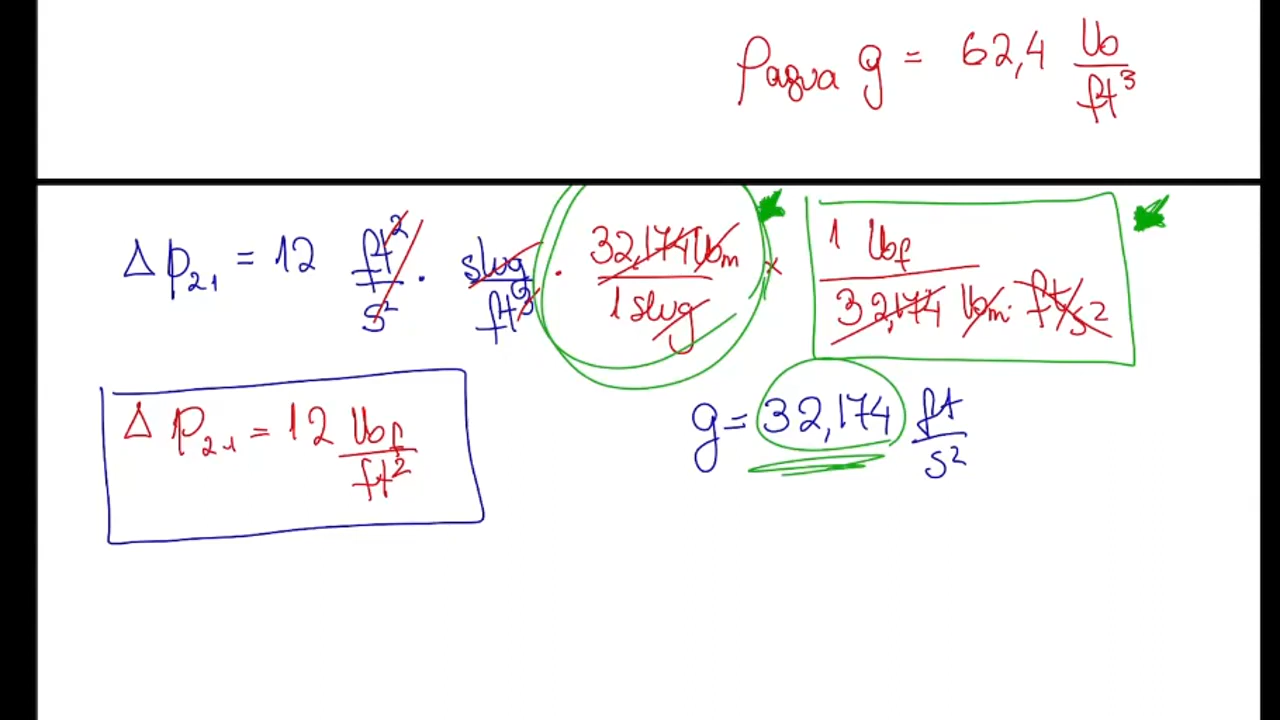 ρagua g = 62,4 lb/ft³
Δp₂₁ = 12 ft²/s² · slug/ft³ · 32,174 lbm/1 slug × 1 lbf/32,174 lbm · ft/s²
Δp₂₁ = 12 lbf/ft²
g = 32,174 ft/s²